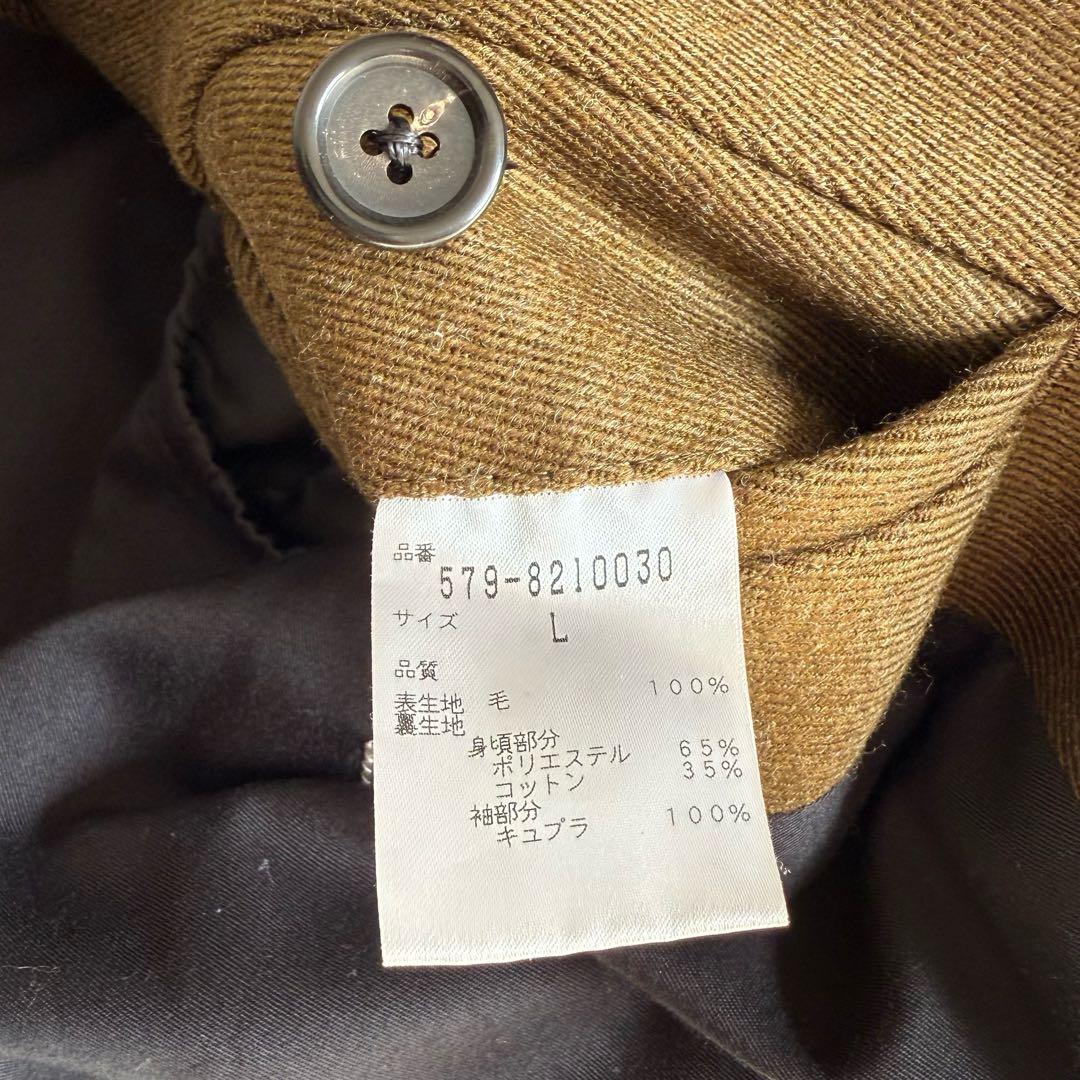 品番
579-8210030
サイズ L
品質
表生地 毛 100%
裏生地
身頃部分
ポリエステル 65%
コットン 35%
袖部分
キュプラ 100%